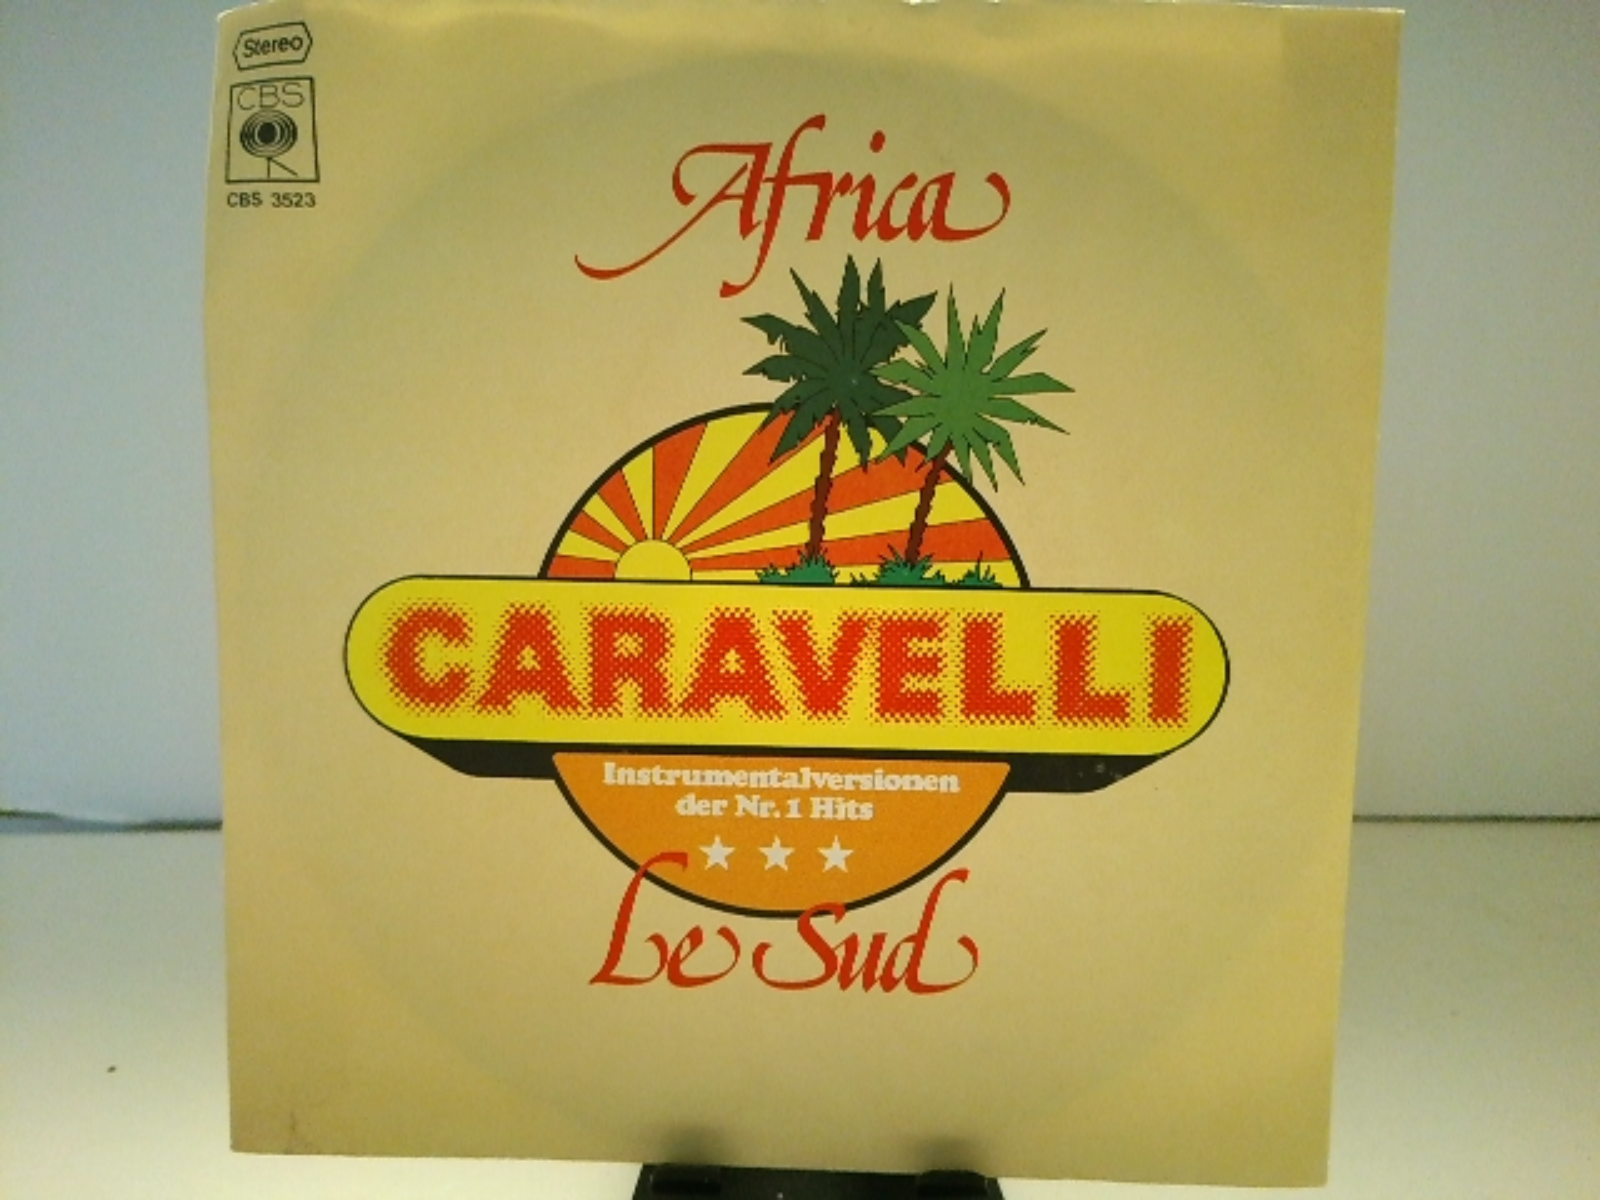 Stereo
CBS
CBS 3523
Africa
CARAVELLI
Instrumentalversionen
der Nr. 1 Hits
Le Sud